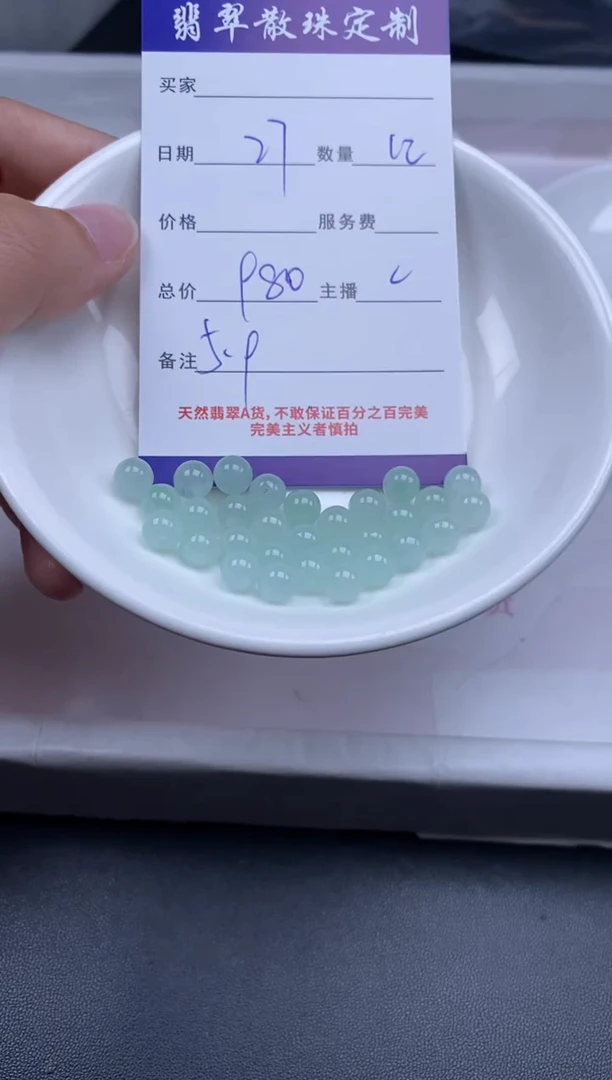 翡翠散珠定制
买家
日期 27 数量
价格 服务费
总价 980 主播
备注 5.9
天然翡翠A货,不敢保证百分之百完美
完美主义者慎拍